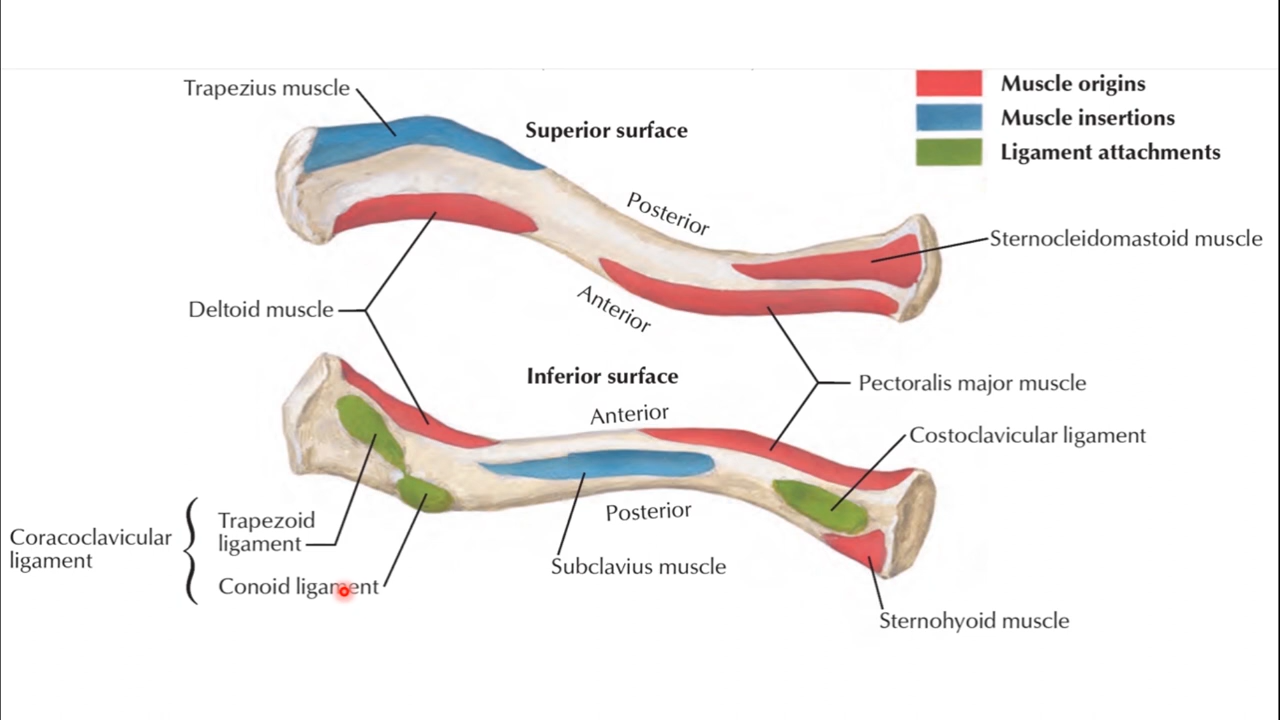 Trapezius muscle
Superior surface
Muscle origins
Muscle insertions
Ligament attachments
Posterior
Sternocleidomastoid muscle
Anterior
Deltoid muscle
Inferior surface
Anterior
Pectoralis major muscle
Costoclavicular ligament
Posterior
Coracoclavicular
ligament
Trapezoid
ligament
Conoid ligament
Subclavius muscle
Sternohyoid muscle